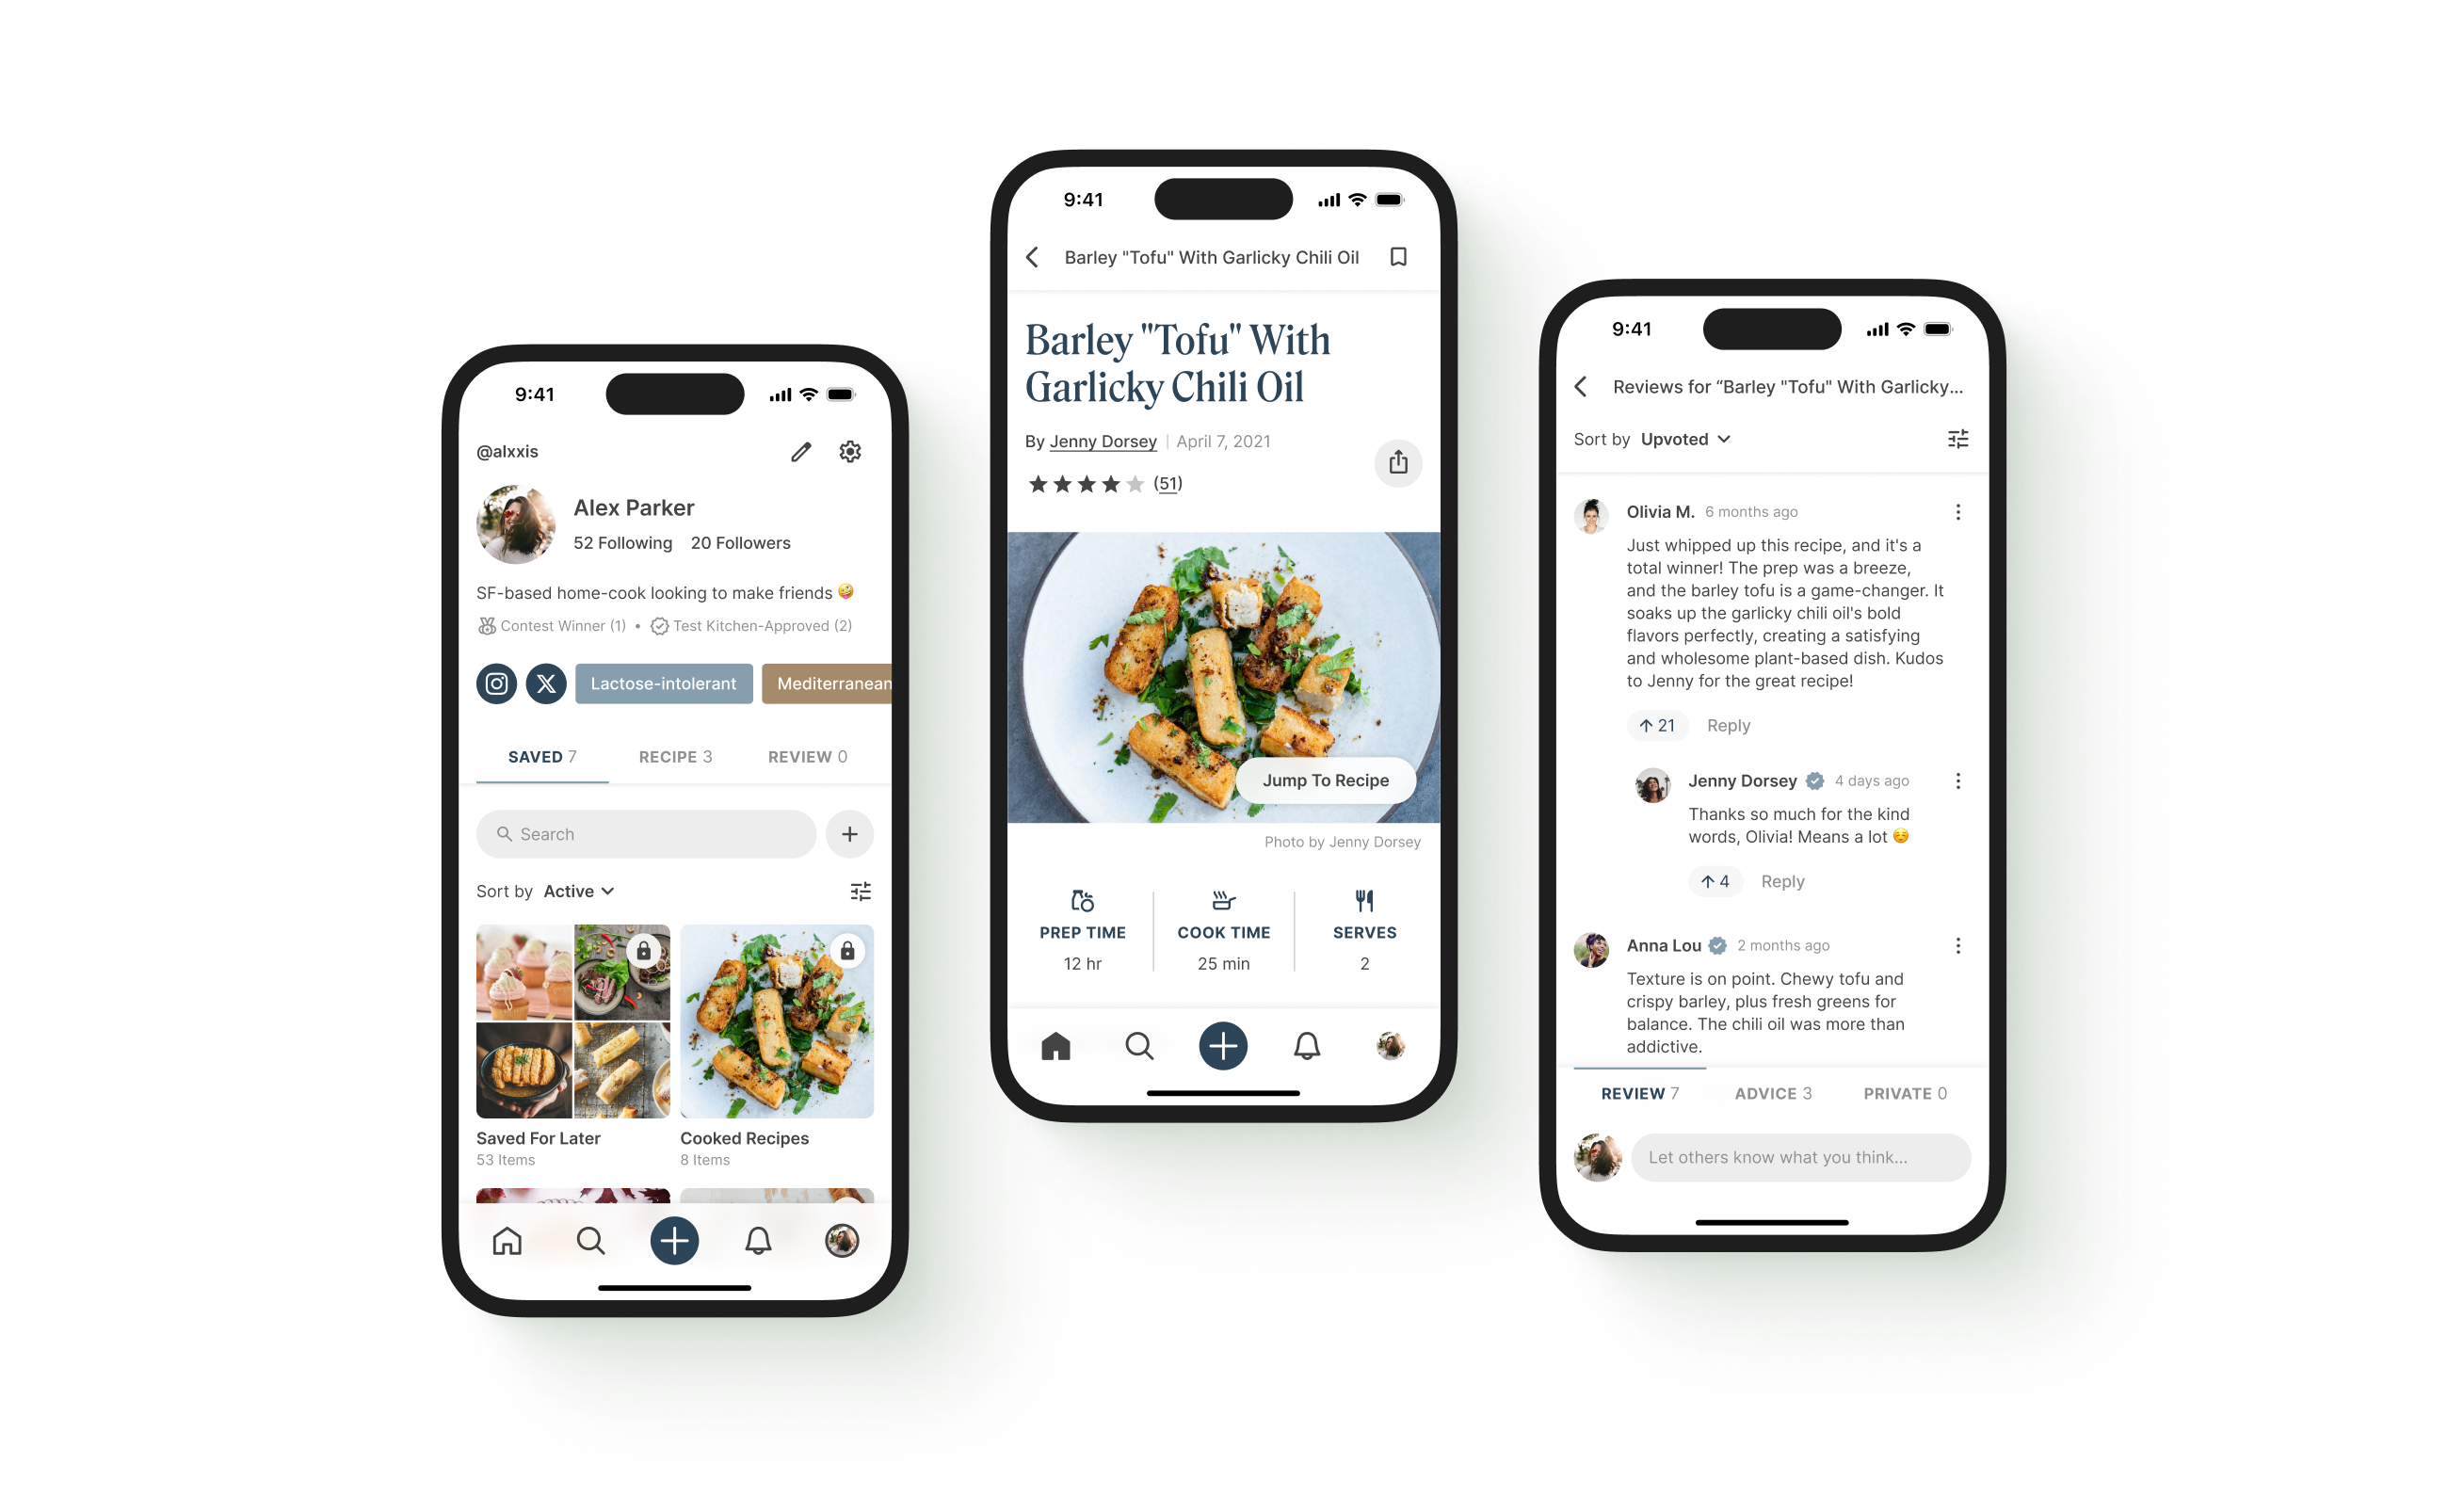 9:41
@alxxis
Alex Parker
52 Following 20 Followers
SF-based home-cook looking to make friends 🤪
Contest Winner (1) • Test Kitchen-Approved (2)
Lactose-intolerant Mediterranean
SAVED 7 RECIPE 3 REVIEW 0
Search
Sort by Active
Saved For Later
53 Items
Cooked Recipes
8 Items
9:41
Barley "Tofu" With Garlicky Chili Oil
Barley "Tofu" With
Garlicky Chili Oil
By Jenny Dorsey | April 7, 2021
(51)
Jump To Recipe
Photo by Jenny Dorsey
PREP TIME
12 hr
COOK TIME
25 min
SERVES
2
9:41
Reviews for “Barley "Tofu" With Garlicky...
Sort by Upvoted
Olivia M. 6 months ago
Just whipped up this recipe, and it's a
total winner! The prep was a breeze,
and the barley tofu is a game-changer. It
soaks up the garlicky chili oil's bold
flavors perfectly, creating a satisfying
and wholesome plant-based dish. Kudos
to Jenny for the great recipe!
21 Reply
Jenny Dorsey 4 days ago
Thanks so much for the kind
words, Olivia! Means a lot ☺️
4 Reply
Anna Lou 2 months ago
Texture is on point. Chewy tofu and
crispy barley, plus fresh greens for
balance. The chili oil was more than
addictive.
REVIEW 7 ADVICE 3 PRIVATE 0
Let others know what you think...